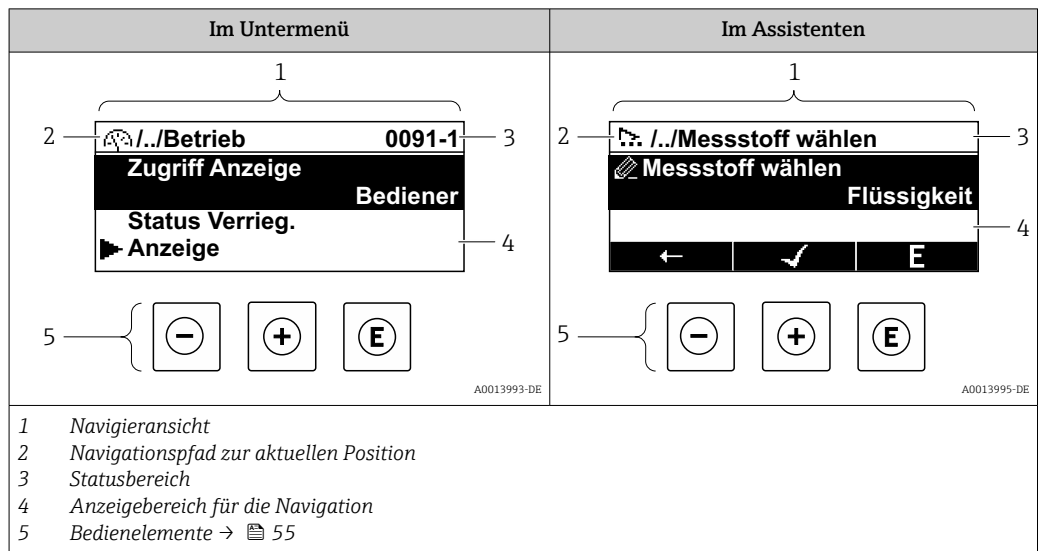 Im Untermenü
Im Assistenten
1
2
/../Betrieb 0091-1
3
Zugriff Anzeige
Bediener
Status Verrieg.
Anzeige
4
5
- + E
A0013993-DE
1
2
/../Messstoff wählen
3
Messstoff wählen
Flüssigkeit
4
← ✓ E
5
- + E
A0013995-DE
1 Navigieransicht
2 Navigationspfad zur aktuellen Position
3 Statusbereich
4 Anzeigebereich für die Navigation
5 Bedienelemente → 55